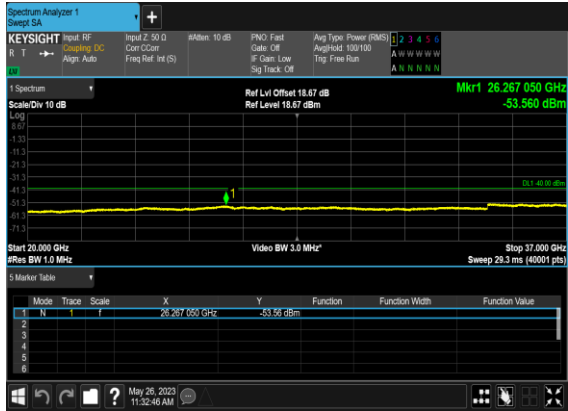 Spectrum Analyzer 1
Swept SA
+
KEYSIGHT Input: RF Input Z: 50 Ω #Atten: 10 dB PNO: Fast Avg Type: Power (RMS) 1 2 3 4 5 6
R T Coupling: DC Corr CCorr Gate: Off Avg|Hold: 100/100 A W W W W W
Align: Auto Freq Ref: Int (S) IF Gain: Low Trig: Free Run
LU Sig Track: Off A N N N N N
1 Spectrum Ref Lvl Offset 18.67 dB Mkr1 26.267 050 GHz
Scale/Div 10 dB Ref Level 18.67 dBm -53.560 dBm
Log
8.67
-1.33
-11.3
-21.3
-31.3
DL1 -40.00 dBm
-41.3
1
-51.3
-61.3
-71.3
Start 20.000 GHz Video BW 3.0 MHz* Stop 37.000 GHz
#Res BW 1.0 MHz Sweep 29.3 ms (40001 pts)
5 Marker Table
Mode Trace Scale X Y Function Function Width Function Value
1 N 1 f 26.267 050 GHz -53.56 dBm
2
3
4
5
6
? May 26, 2023
11:32:46 AM